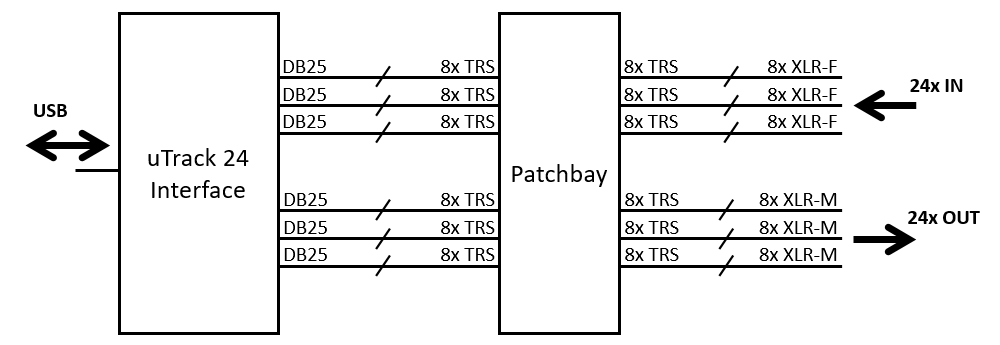 USB
uTrack 24
Interface
DB25 8x TRS
DB25 8x TRS
DB25 8x TRS
DB25 8x TRS
DB25 8x TRS
DB25 8x TRS
Patchbay
8x TRS 8x XLR-F
8x TRS 8x XLR-F
8x TRS 8x XLR-F
24x IN
8x TRS 8x XLR-M
8x TRS 8x XLR-M
8x TRS 8x XLR-M
24x OUT